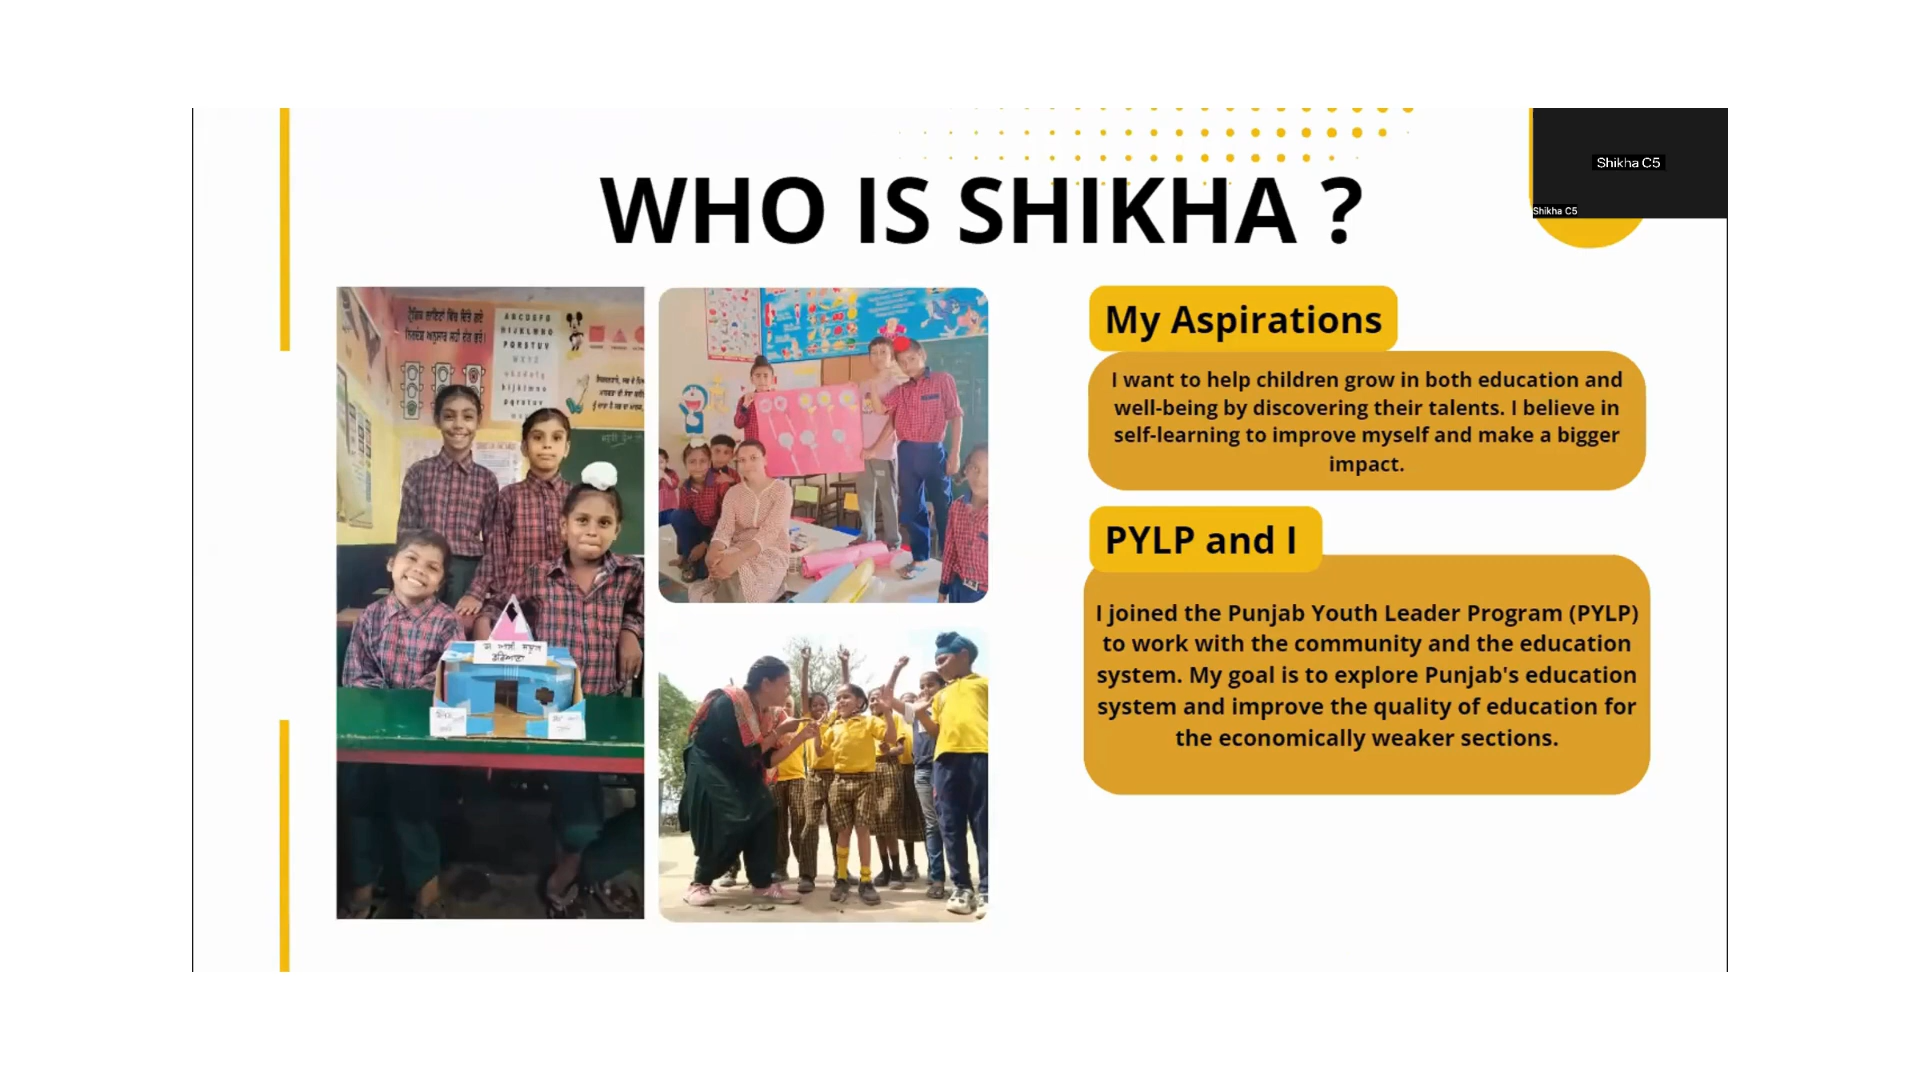 Shikha C5
Shikha C5
WHO IS SHIKHA ?
My Aspirations
I want to help children grow in both education and
well-being by discovering their talents. I believe in
self-learning to improve myself and make a bigger
impact.
PYLP and I
I joined the Punjab Youth Leader Program (PYLP)
to work with the community and the education
system. My goal is to explore Punjab's education
system and improve the quality of education for
the economically weaker sections.
A B C D E F G
H I J K L M N O
P Q R S T U V
W X Y Z